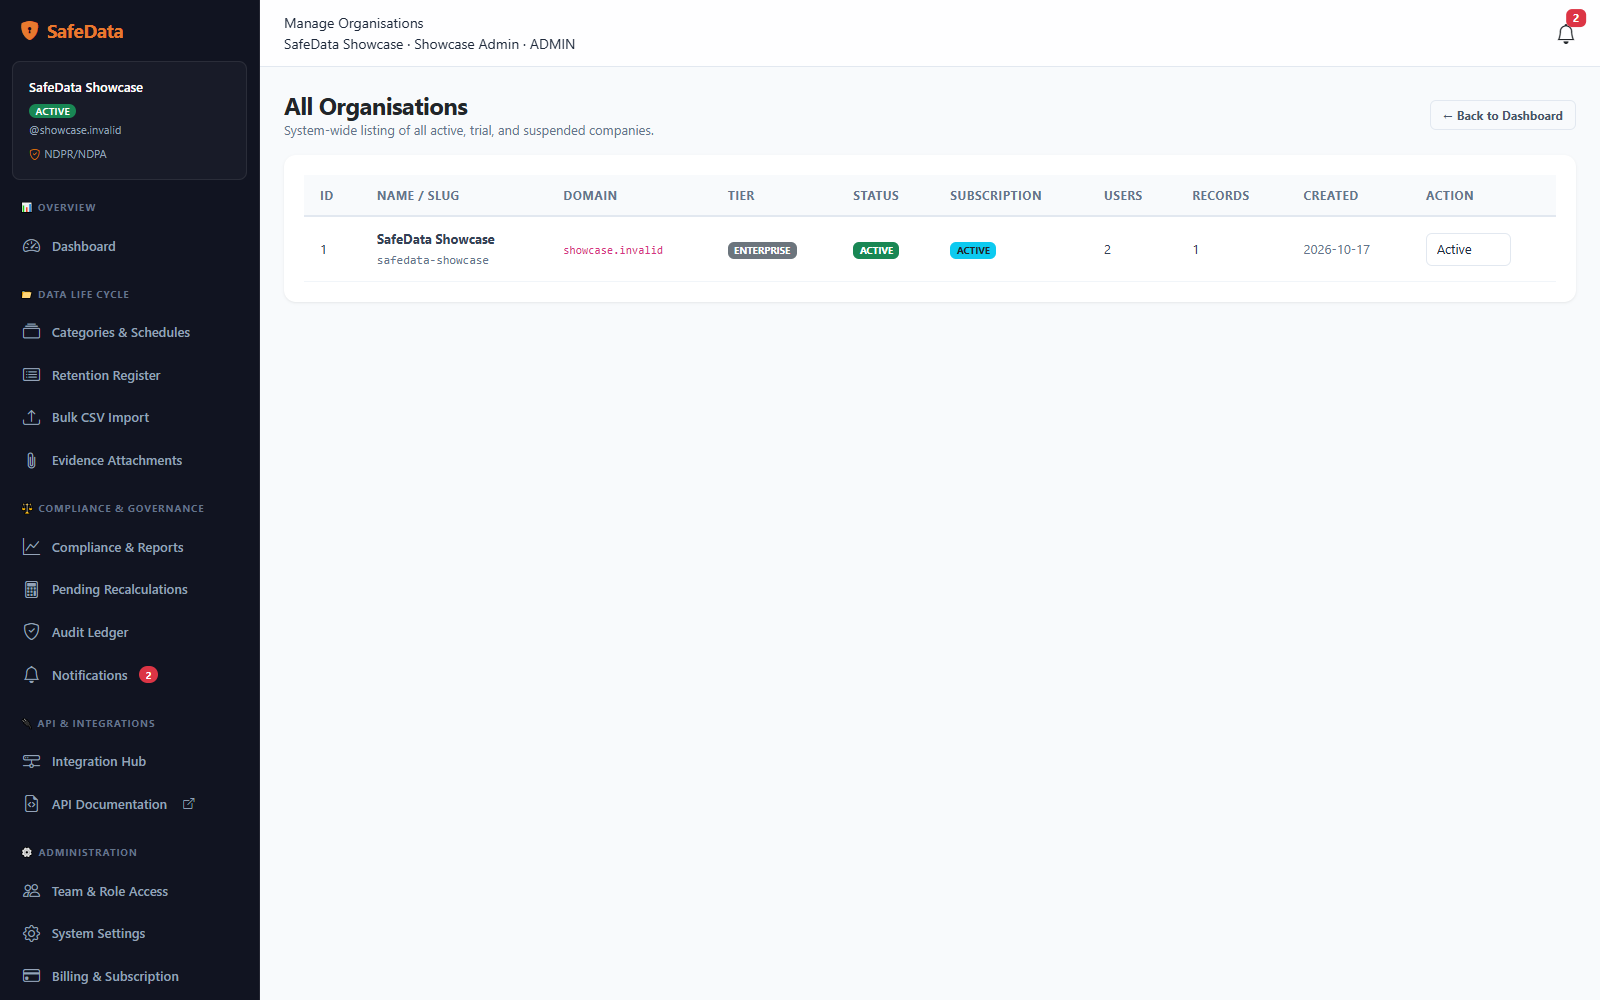 SafeData
SafeData Showcase
ACTIVE
@showcase.invalid
NDPR/NDPA
OVERVIEW
Dashboard
DATA LIFE CYCLE
Categories & Schedules
Retention Register
Bulk CSV Import
Evidence Attachments
COMPLIANCE & GOVERNANCE
Compliance & Reports
Pending Recalculations
Audit Ledger
Notifications 2
API & INTEGRATIONS
Integration Hub
API Documentation
ADMINISTRATION
Team & Role Access
System Settings
Billing & Subscription
Manage Organisations
SafeData Showcase · Showcase Admin · ADMIN
2
All Organisations
System-wide listing of all active, trial, and suspended companies.
← Back to Dashboard
ID NAME / SLUG DOMAIN TIER STATUS SUBSCRIPTION USERS RECORDS CREATED ACTION
1 SafeData Showcase showcase.invalid ENTERPRISE ACTIVE ACTIVE 2 1 2026-10-17 Active
safedata-showcase